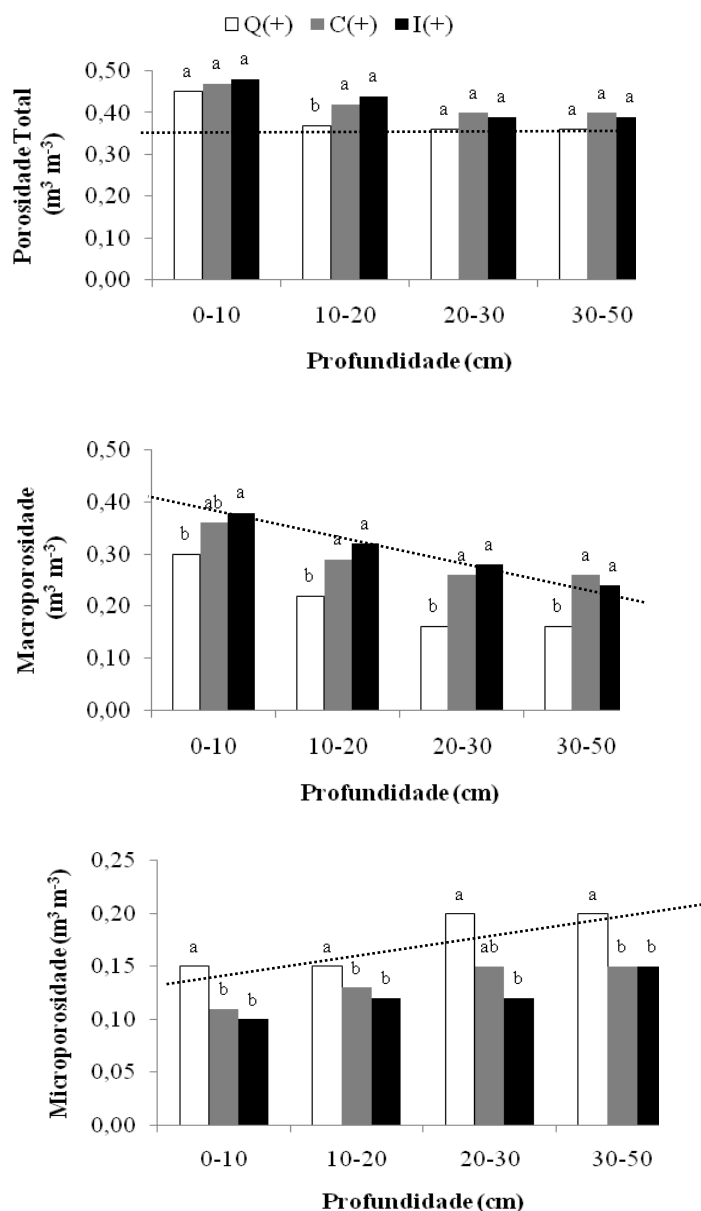 Q(+) C(+) I(+)
Porosidade Total
(m³ m-³)
0,50
0,40
0,30
0,20
0,10
0,00
a a a
b a a
a a a
a a a
0-10 10-20 20-30 30-50
Profundidade (cm)
Macroporosidade
(m³ m-³)
0,50
0,40
0,30
0,20
0,10
0,00
b ab a
b a a
b a a
b a a
0-10 10-20 20-30 30-50
Profundidade (cm)
Microporosidade (m³ m-³)
0,25
0,20
0,15
0,10
0,05
0,00
a b b
a b b
a ab b
a b b
0-10 10-20 20-30 30-50
Profundidade (cm)